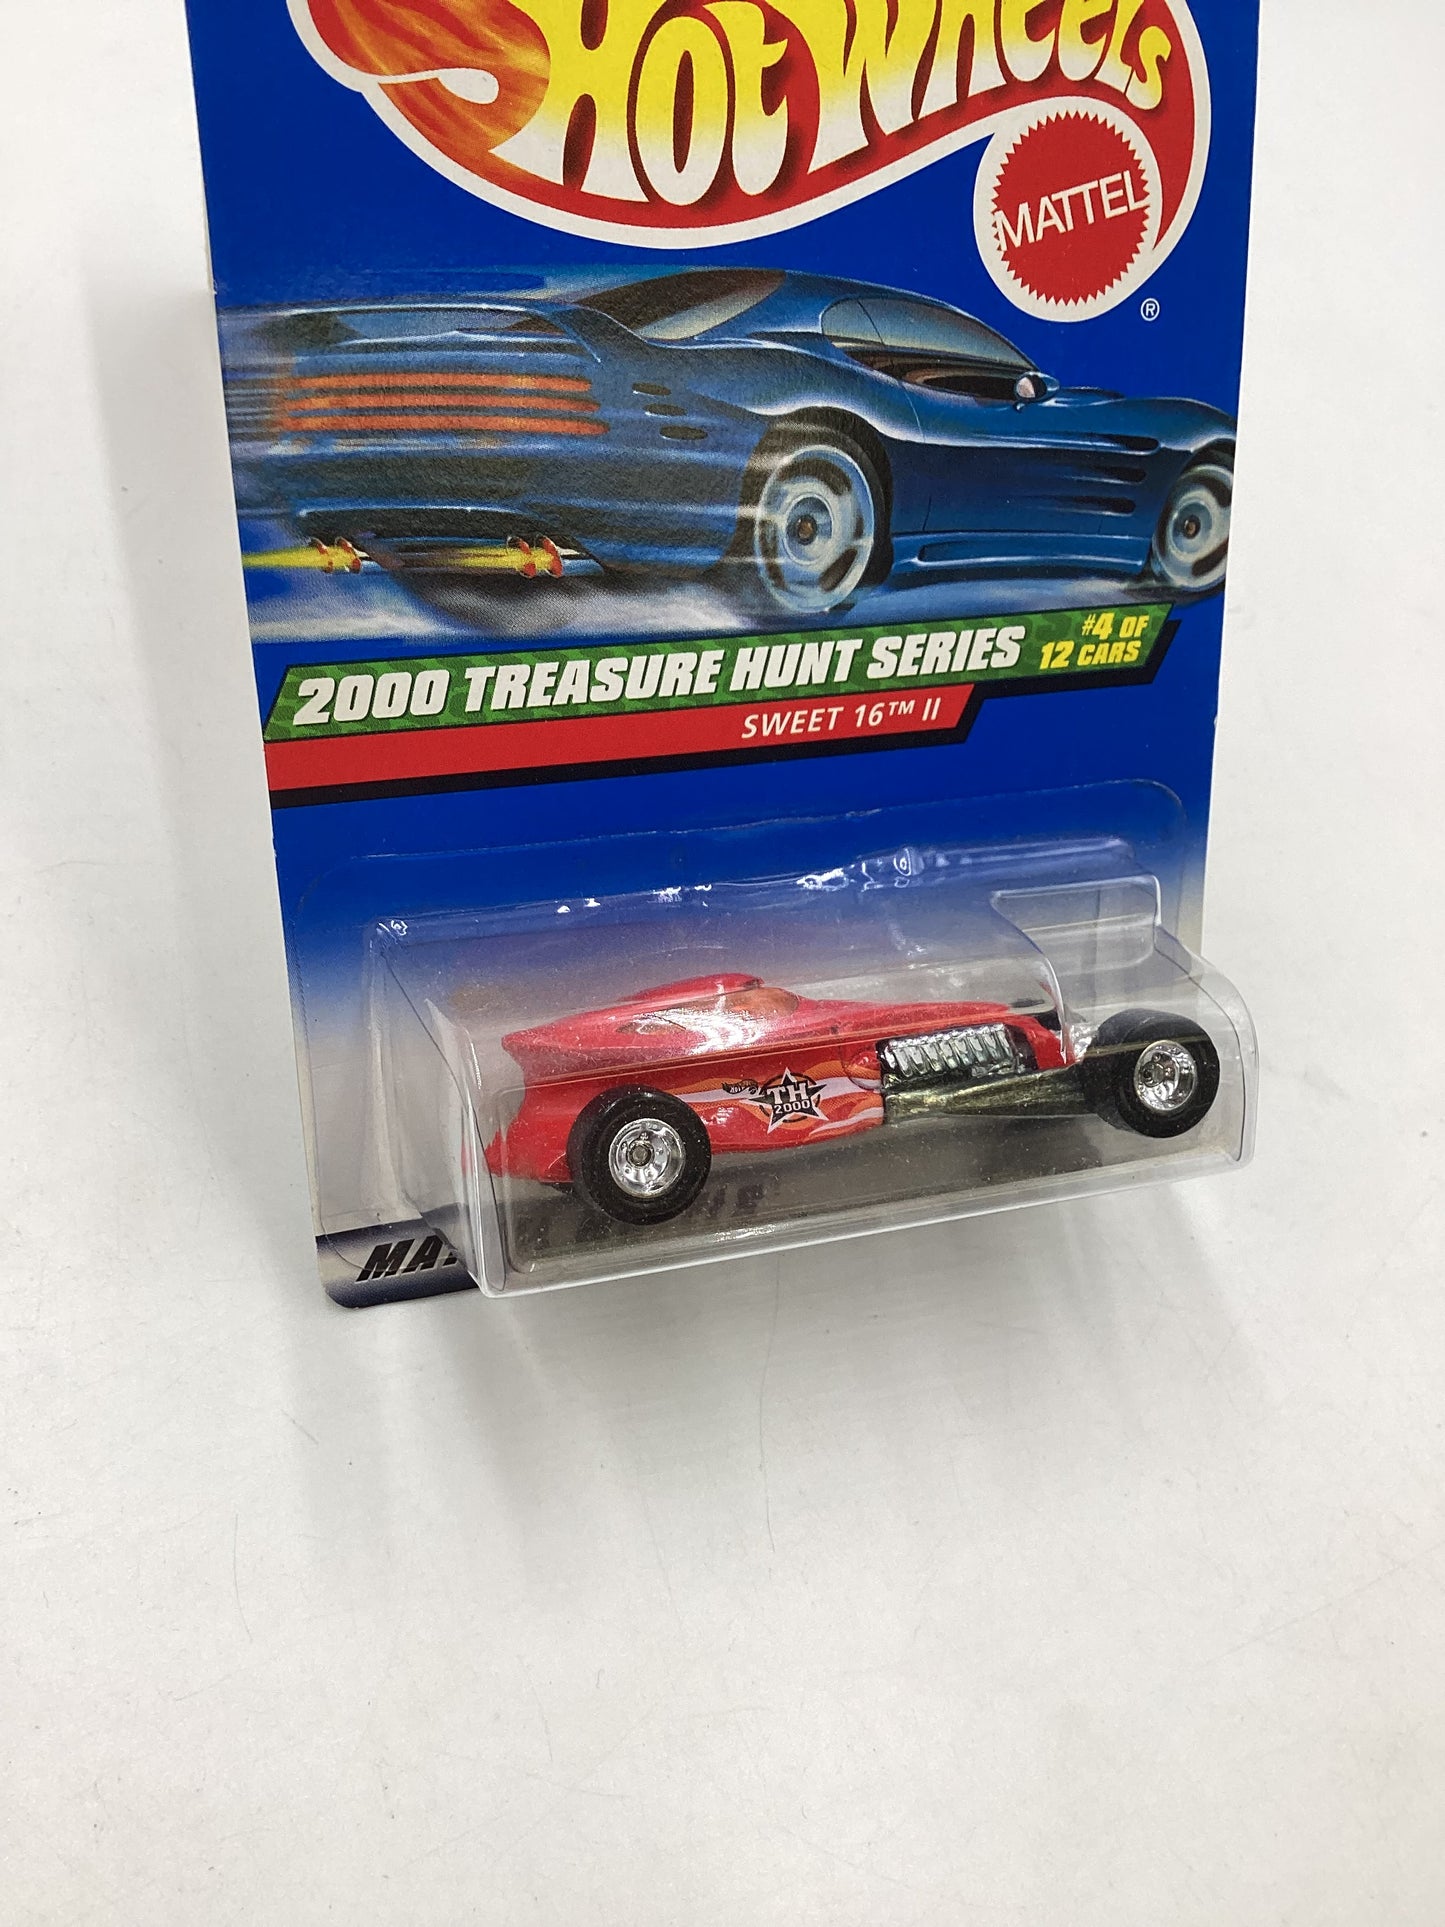 Hot Wheels
MATTEL
®
2000 TREASURE HUNT SERIES
#4 OF
12 CARS
SWEET 16™ II
TH
2000